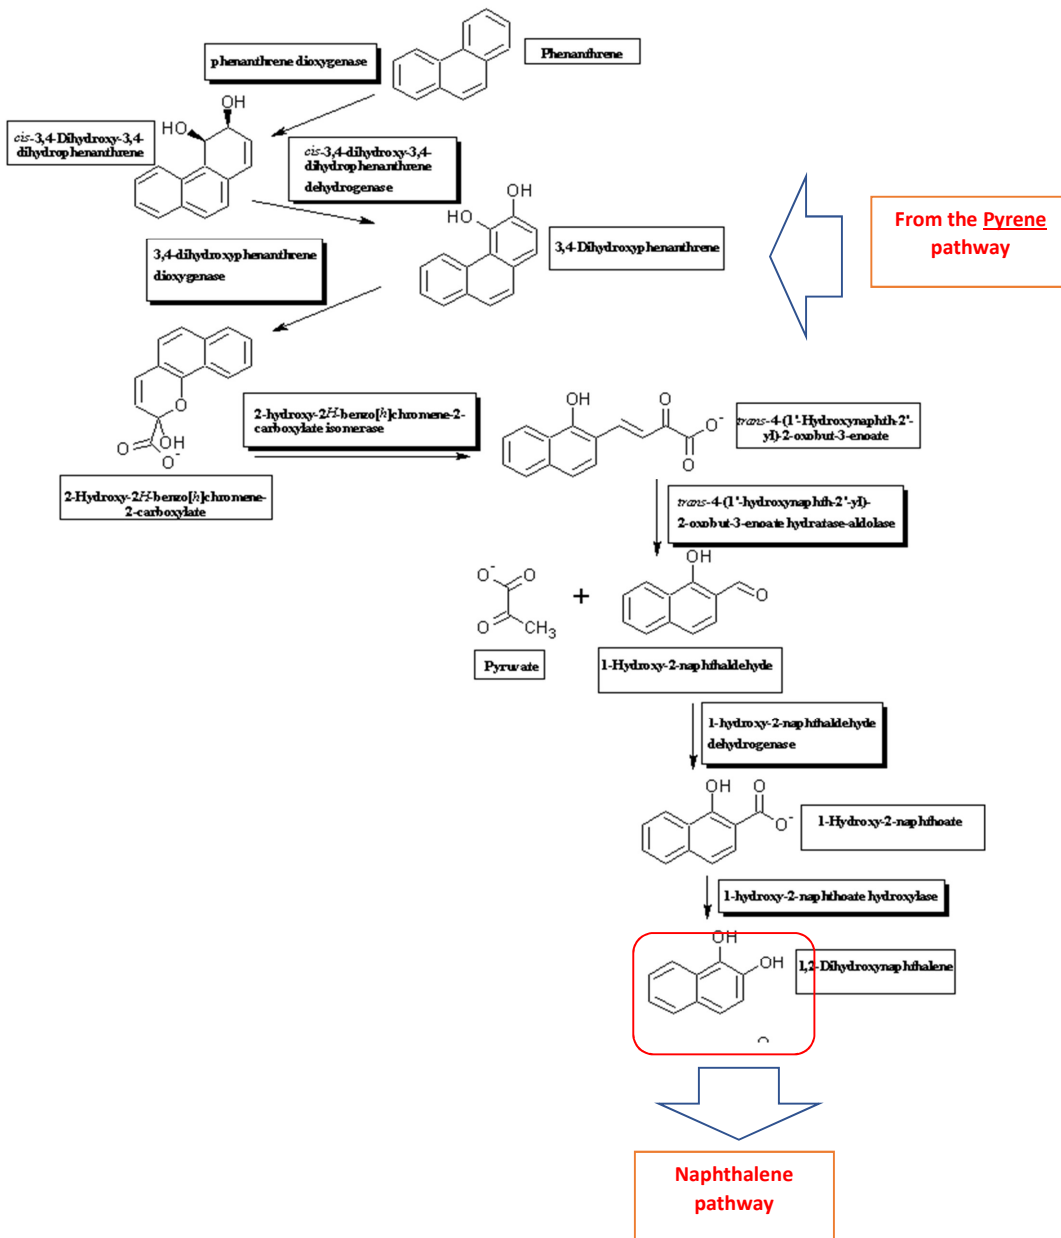 Phenanthrene
phenanthrene dioxygenase
OH
HO
cis-3,4-Dihydroxy-3,4-
dihydrophenanthrene
cis-3,4-dihydroxy-3,4-
dihydrophenanthrene
dehydrogenase
OH
HO
3,4-Dihydroxyphenanthrene
From the Pyrene
pathway
3,4-dihydroxyphenanthrene
dioxygenase
O
O
OH
O-
2-Hydroxy-2H-benzo[h]chromene-
2-carboxylate
2-hydroxy-2H-benzo[h]chromene-2-
carboxylate isomerase
OH
O
O-
O
trans-4-(1'-Hydroxynaphth-2'-
yl)-2-oxobut-3-enoate
trans-4-(1'-hydroxynaphth-2'-yl)-
2-oxobut-3-enoate hydratase-aldolase
O-
O
O
CH3
Pyruvate
+
OH
O
1-Hydroxy-2-naphthaldehyde
1-hydroxy-2-naphthaldehyde
dehydrogenase
OH
O
O-
1-Hydroxy-2-naphthoate
1-hydroxy-2-naphthoate hydroxylase
OH
OH
1,2-Dihydroxynaphthalene
Naphthalene
pathway